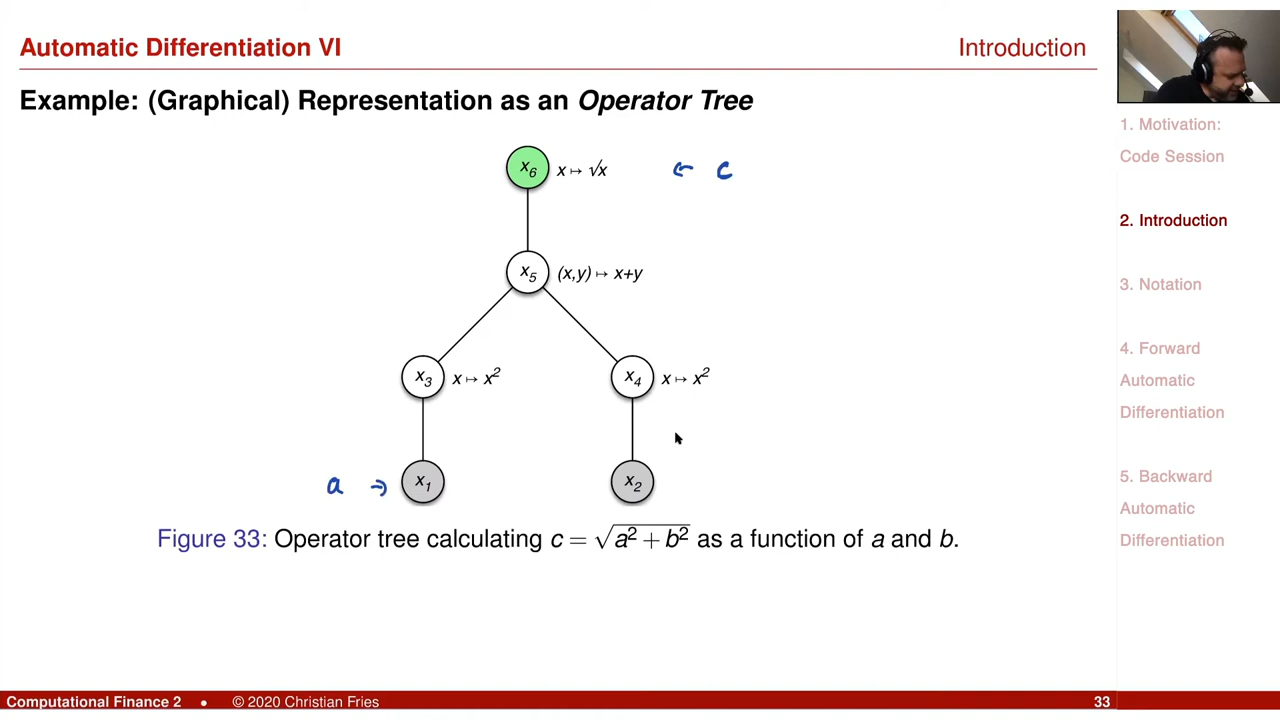 Automatic Differentiation VI Introduction
Example: (Graphical) Representation as an Operator Tree
x6 x ↦ √x ← c
x5 (x,y) ↦ x+y
x3 x ↦ x² x4 x ↦ x²
a → x1 x2
Figure 33: Operator tree calculating c = √a² + b² as a function of a and b.
1. Motivation:
Code Session
2. Introduction
3. Notation
4. Forward
Automatic
Differentiation
5. Backward
Automatic
Differentiation
Computational Finance 2 • © 2020 Christian Fries 33